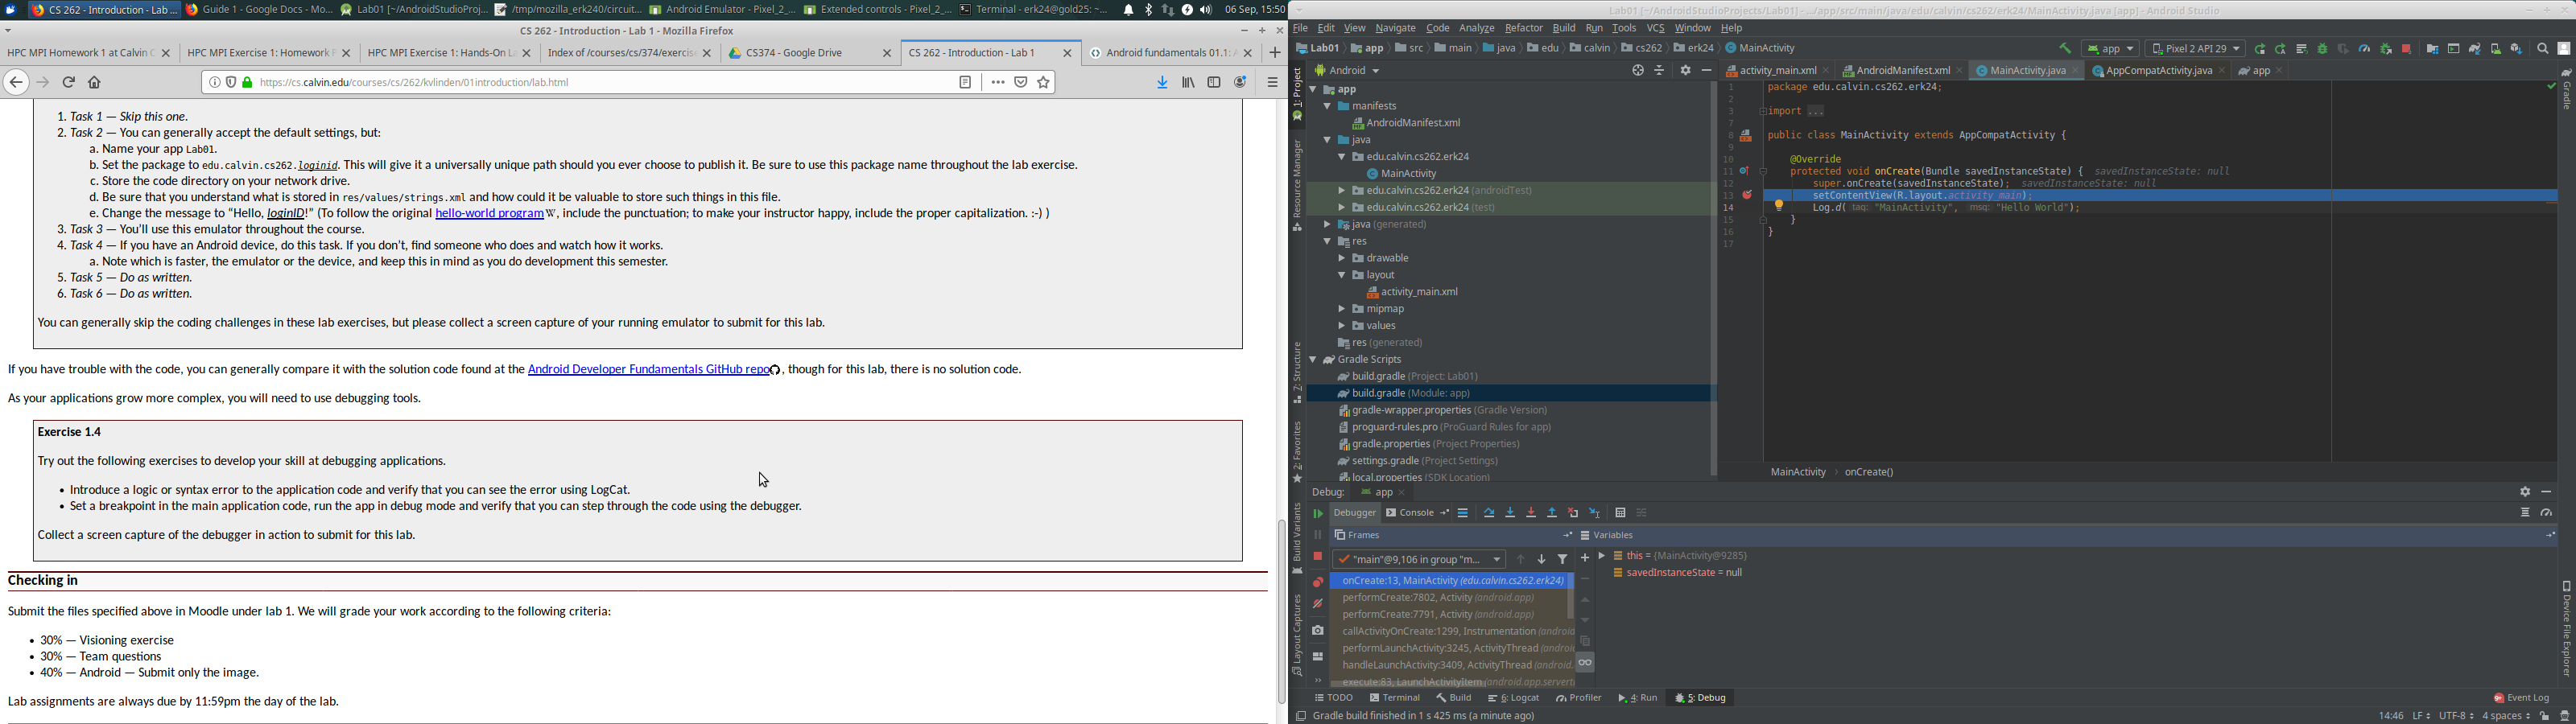 CS 262 - Introduction - Lab ...
Guide 1 - Google Docs - Mo...
Lab01 [~/AndroidStudioProj...
/tmp/mozilla_erk240/circuit...
Android Emulator - Pixel_2_...
Extended controls - Pixel_2_...
Terminal - erk24@gold25: ~...
06 Sep, 15:50
CS 262 - Introduction - Lab 1 - Mozilla Firefox
HPC MPI Homework 1 at Calvin C
HPC MPI Exercise 1: Homework P
HPC MPI Exercise 1: Hands-On L
Index of /courses/cs/374/exercise
CS374 - Google Drive
CS 262 - Introduction - Lab 1
Android fundamentals 01.1: A
https://cs.calvin.edu/courses/cs/262/kvlinden/01introduction/lab.html
1. Task 1 — Skip this one.
2. Task 2 — You can generally accept the default settings, but:
a. Name your app Lab01.
b. Set the package to edu.calvin.cs262.loginid. This will give it a universally unique path should you ever choose to publish it. Be sure to use this package name throughout the lab exercise.
c. Store the code directory on your network drive.
d. Be sure that you understand what is stored in res/values/strings.xml and how could it be valuable to store such things in this file.
e. Change the message to “Hello, loginID!” (To follow the original hello-world program W, include the punctuation; to make your instructor happy, include the proper capitalization. :-) )
3. Task 3 — You’ll use this emulator throughout the course.
4. Task 4 — If you have an Android device, do this task. If you don’t, find someone who does and watch how it works.
a. Note which is faster, the emulator or the device, and keep this in mind as you do development this semester.
5. Task 5 — Do as written.
6. Task 6 — Do as written.
You can generally skip the coding challenges in these lab exercises, but please collect a screen capture of your running emulator to submit for this lab.
If you have trouble with the code, you can generally compare it with the solution code found at the Android Developer Fundamentals GitHub repo, though for this lab, there is no solution code.
As your applications grow more complex, you will need to use debugging tools.
Exercise 1.4
Try out the following exercises to develop your skill at debugging applications.
• Introduce a logic or syntax error to the application code and verify that you can see the error using LogCat.
• Set a breakpoint in the main application code, run the app in debug mode and verify that you can step through the code using the debugger.
Collect a screen capture of the debugger in action to submit for this lab.
Checking in
Submit the files specified above in Moodle under lab 1. We will grade your work according to the following criteria:
• 30% — Visioning exercise
• 30% — Team questions
• 40% — Android — Submit only the image.
Lab assignments are always due by 11:59pm the day of the lab.
Lab01 [~/AndroidStudioProjects/Lab01] - .../app/src/main/java/edu/calvin/cs262/erk24/MainActivity.java [app] - Android Studio
File Edit View Navigate Code Analyze Refactor Build Run Tools VCS Window Help
Lab01 app src main java edu calvin cs262 erk24 MainActivity
app
Pixel 2 API 29
1: Project
Resource Manager
7: Structure
2: Favorites
Build Variants
Layout Captures
Android
app
manifests
AndroidManifest.xml
java
edu.calvin.cs262.erk24
MainActivity
edu.calvin.cs262.erk24 (androidTest)
edu.calvin.cs262.erk24 (test)
java (generated)
res
drawable
layout
activity_main.xml
mipmap
values
res (generated)
Gradle Scripts
build.gradle (Project: Lab01)
build.gradle (Module: app)
gradle-wrapper.properties (Gradle Version)
proguard-rules.pro (ProGuard Rules for app)
gradle.properties (Project Properties)
settings.gradle (Project Settings)
local.properties (SDK Location)
activity_main.xml
AndroidManifest.xml
MainActivity.java
AppCompatActivity.java
app
1 package edu.calvin.cs262.erk24;
2
3 import ...
7
8 public class MainActivity extends AppCompatActivity {
9
10 @Override
11 protected void onCreate(Bundle savedInstanceState) { savedInstanceState: null
12 super.onCreate(savedInstanceState); savedInstanceState: null
13 setContentView(R.layout.activity_main);
14 Log.d( tag: "MainActivity", msg: "Hello World");
15 }
16 }
17
MainActivity › onCreate()
Gradle
Device File Explorer
Debug: app
Debugger
Console
Frames
Variables
"main"@9,106 in group "m...
onCreate:13, MainActivity (edu.calvin.cs262.erk24)
performCreate:7802, Activity (android.app)
performCreate:7791, Activity (android.app)
callActivityOnCreate:1299, Instrumentation (android
performLaunchActivity:3245, ActivityThread (androi
handleLaunchActivity:3409, ActivityThread (android.
execute:83, LaunchActivityItem (android.app.servert
this = {MainActivity@9285}
savedInstanceState = null
TODO
Terminal
Build
6: Logcat
Profiler
4: Run
5: Debug
Event Log
Gradle build finished in 1 s 425 ms (a minute ago)
14:46 LF UTF-8 4 spaces